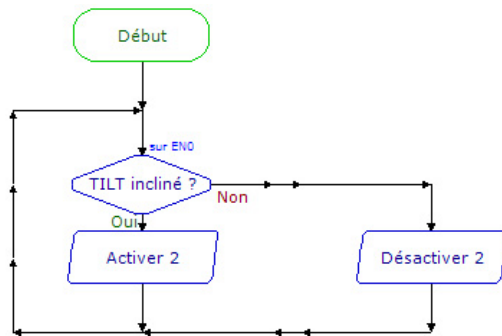 Début
sur EN0
TILT incliné ?
Non
Oui
Activer 2
Désactiver 2